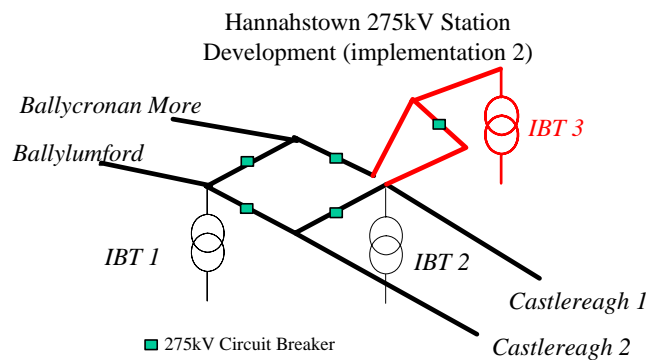 Hannahstown 275kV Station
Development (implementation 2)
Ballycronan More
Ballylumford
IBT 3
IBT 1
IBT 2
Castlereagh 1
Castlereagh 2
275kV Circuit Breaker